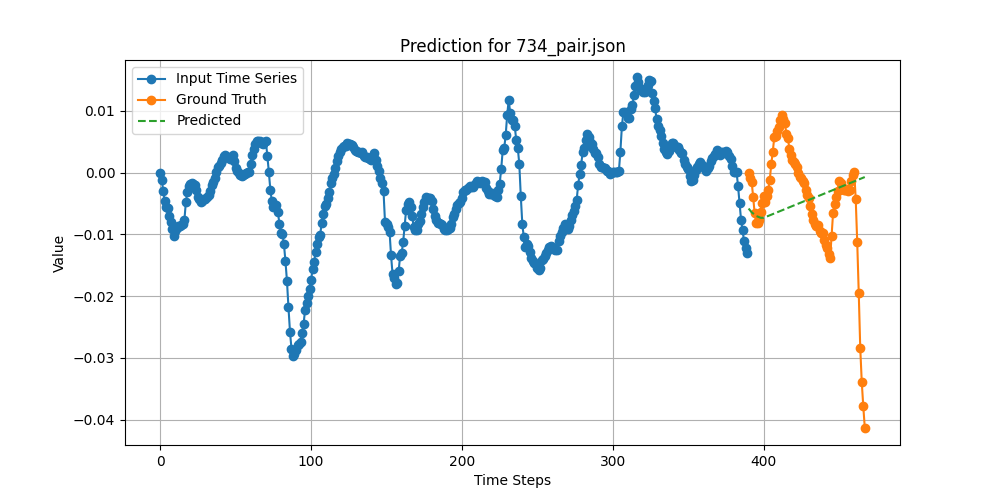 Prediction for 734_pair.json
Input Time Series
Ground Truth
Predicted
0.01
0.00
−0.01
−0.02
−0.03
−0.04
Value
0 100 200 300 400
Time Steps